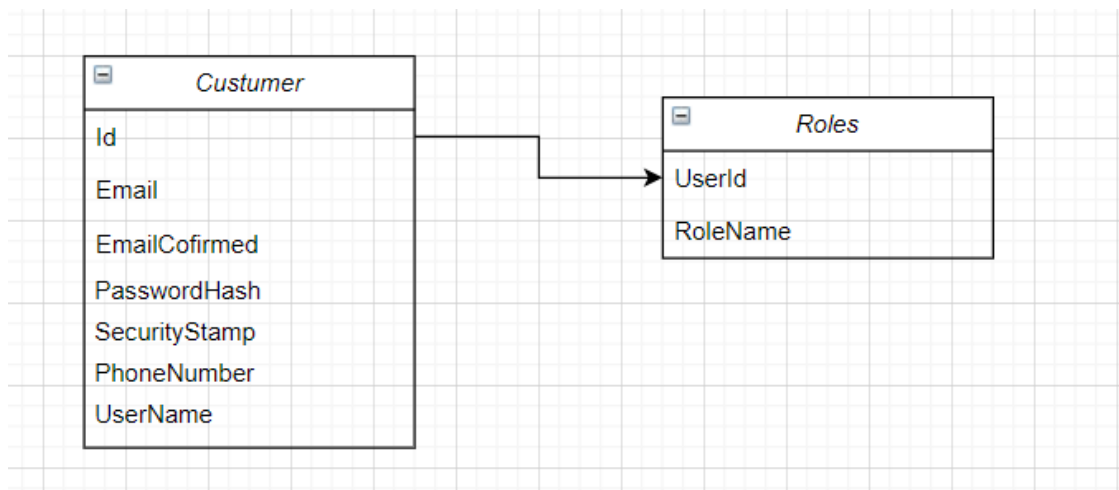 Custumer
Id
Email
EmailCofirmed
PasswordHash
SecurityStamp
PhoneNumber
UserName
Roles
UserId
RoleName